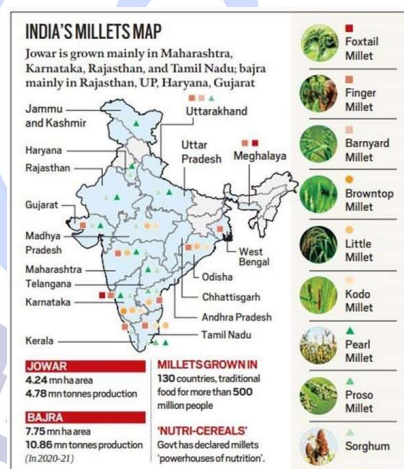 INDIA'S MILLETS MAP
Jowar is grown mainly in Maharashtra,
Karnataka, Rajasthan, and Tamil Nadu; bajra
mainly in Rajasthan, UP, Haryana, Gujarat
Jammu
and Kashmir
Uttarakhand
Haryana
Rajasthan
Uttar
Pradesh
Meghalaya
Gujarat
Madhya
Pradesh
West
Bengal
Maharashtra
Odisha
Telangana
Chhattisgarh
Karnataka
Andhra Pradesh
Tamil Nadu
Kerala
JOWAR
4.24 mn ha area
4.78 mn tonnes production
BAJRA
7.75 mn ha area
10.86 mn tonnes production
(In 2020-21)
MILLETS GROWN IN
130 countries, traditional
food for more than 500
million people
'NUTRI-CEREALS'
Govt has declared millets
'powerhouses of nutrition'.
Foxtail
Millet
Finger
Millet
Barnyard
Millet
Browntop
Millet
Little
Millet
Kodo
Millet
Pearl
Millet
Proso
Millet
Sorghum